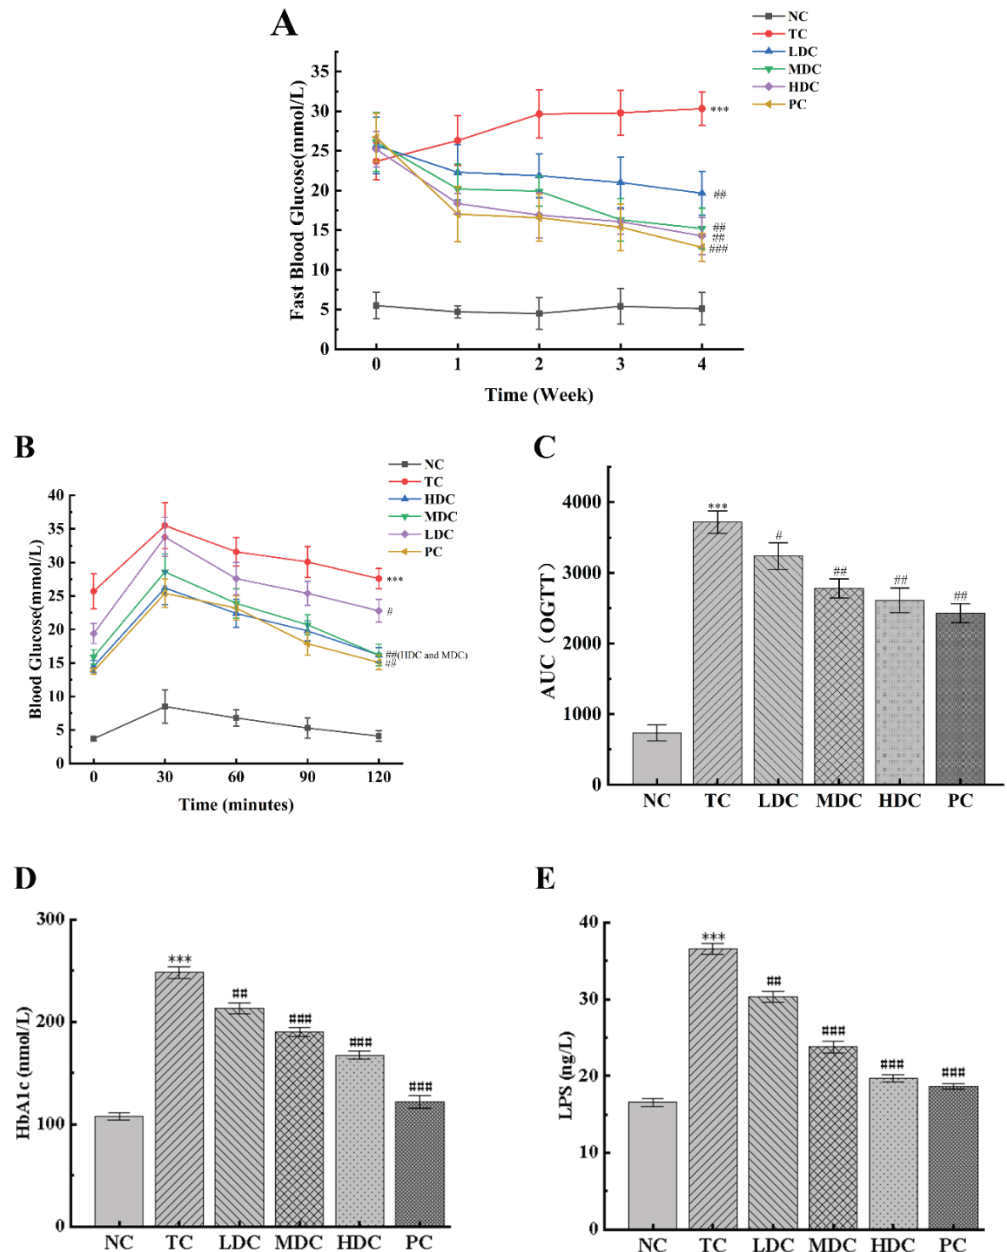 A
NC
TC
LDC
MDC
HDC
PC
Fast Blood Glucose(mmol/L)
35
30
25
20
15
10
5
0
***
##
##
##
###
0 1 2 3 4
Time (Week)
B
NC
TC
HDC
MDC
LDC
PC
Blood Glucose(mmol/L)
40
35
30
25
20
15
10
5
0
***
#
##(HDC and MDC)
##
0 30 60 90 120
Time (minutes)
C
AUC（OGTT）
4000
3000
2000
1000
0
*** # ## ## ##
NC TC LDC MDC HDC PC
D
HbA1c (nmol/L)
300
200
100
0
*** ## ### ### ###
NC TC LDC MDC HDC PC
E
LPS (ng/L)
40
30
20
10
0
*** ## ### ### ###
NC TC LDC MDC HDC PC